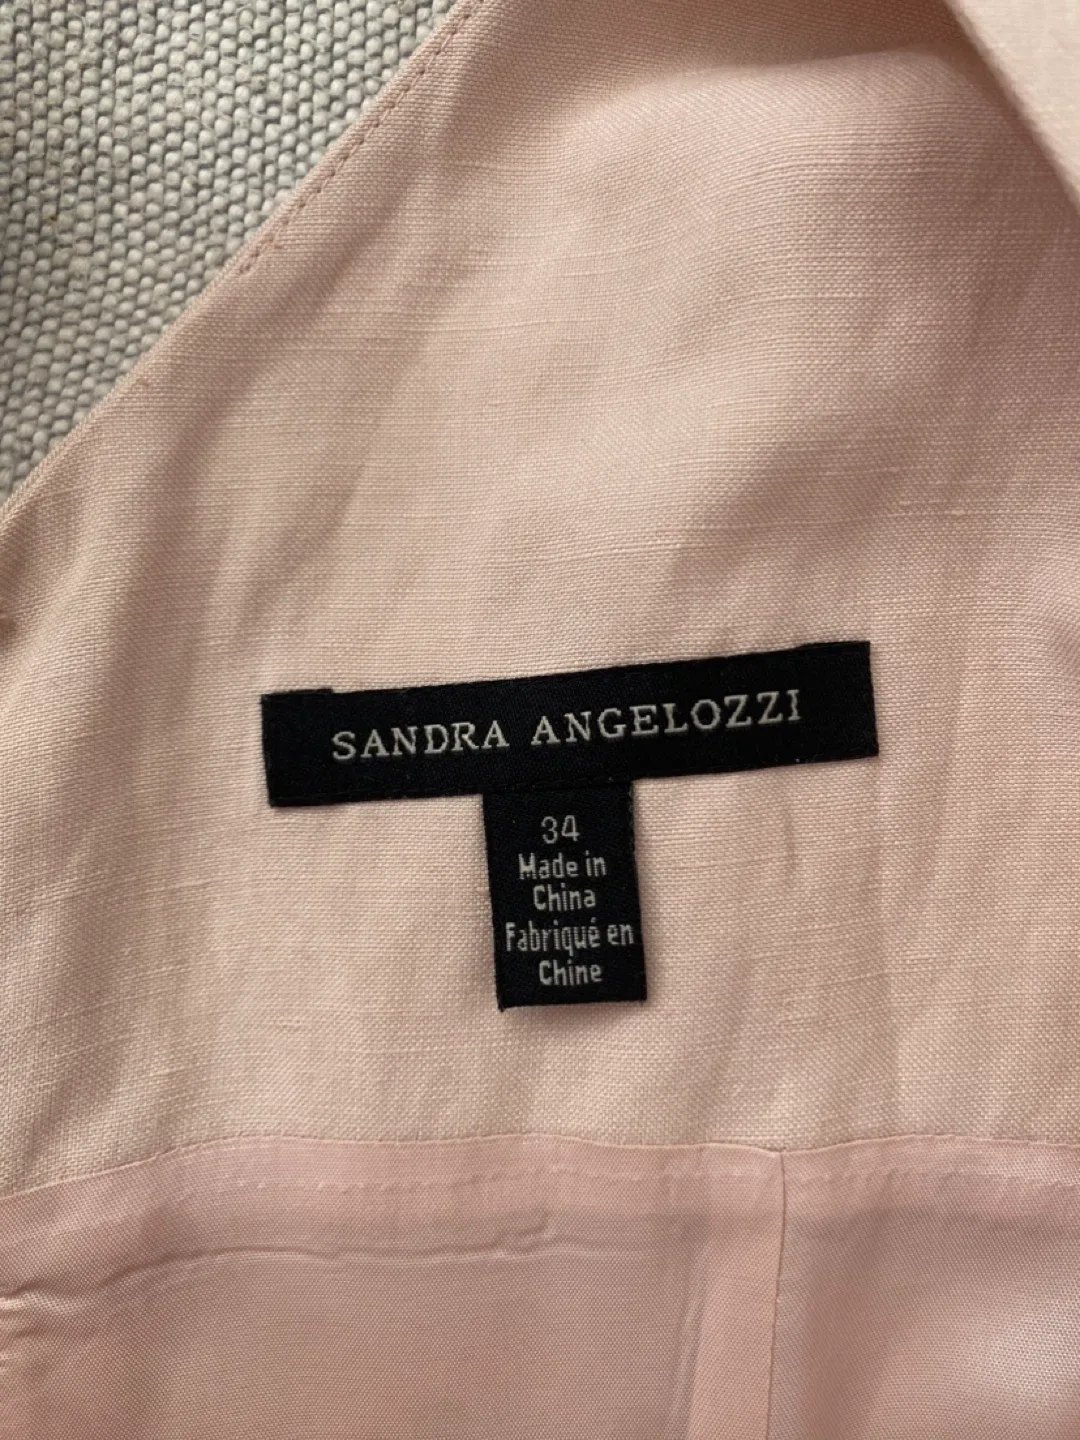 SANDRA ANGELOZZI
34
Made in
China
Fabriqué en
Chine